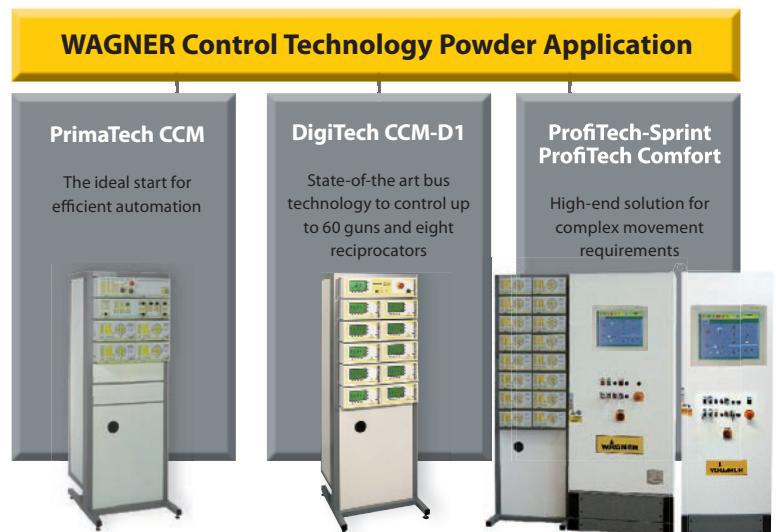 WAGNER Control Technology Powder Application
PrimaTech CCM
The ideal start for
efficient automation
DigiTech CCM-D1
State-of-the art bus
technology to control up
to 60 guns and eight
reciprocators
ProfiTech-Sprint
ProfiTech Comfort
High-end solution for
complex movement
requirements
WAGNER